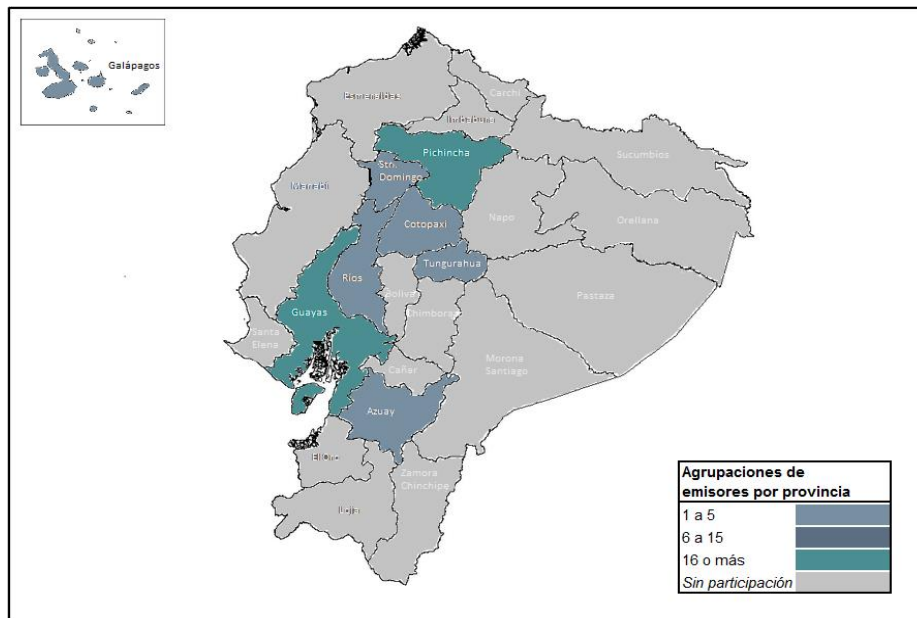 Galápagos
Esmeraldas
Carchi
Imbabura
Pichincha
Sucumbios
Stn.
Domingo
Manabí
Napo
Orellana
Cotopaxi
Tungurahua
Ríos
Bolívar
Pastaza
Guayas
Chimborazo
Santa
Elena
Morona
Santiago
Cañar
Azuay
El Oro
Zamora
Chinchipe
Loja
Agrupaciones de
emisores por provincia
1 a 5
6 a 15
16 o más
Sin participación